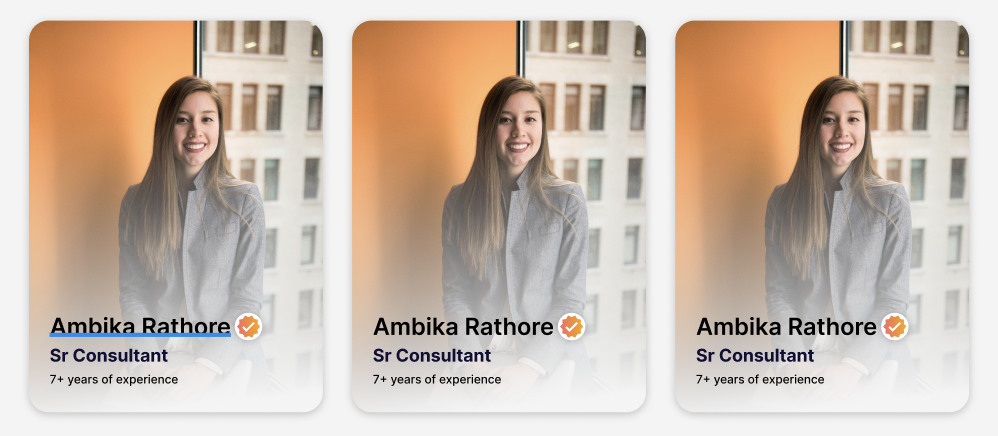 Ambika Rathore
Sr Consultant
7+ years of experience
Ambika Rathore
Sr Consultant
7+ years of experience
Ambika Rathore
Sr Consultant
7+ years of experience